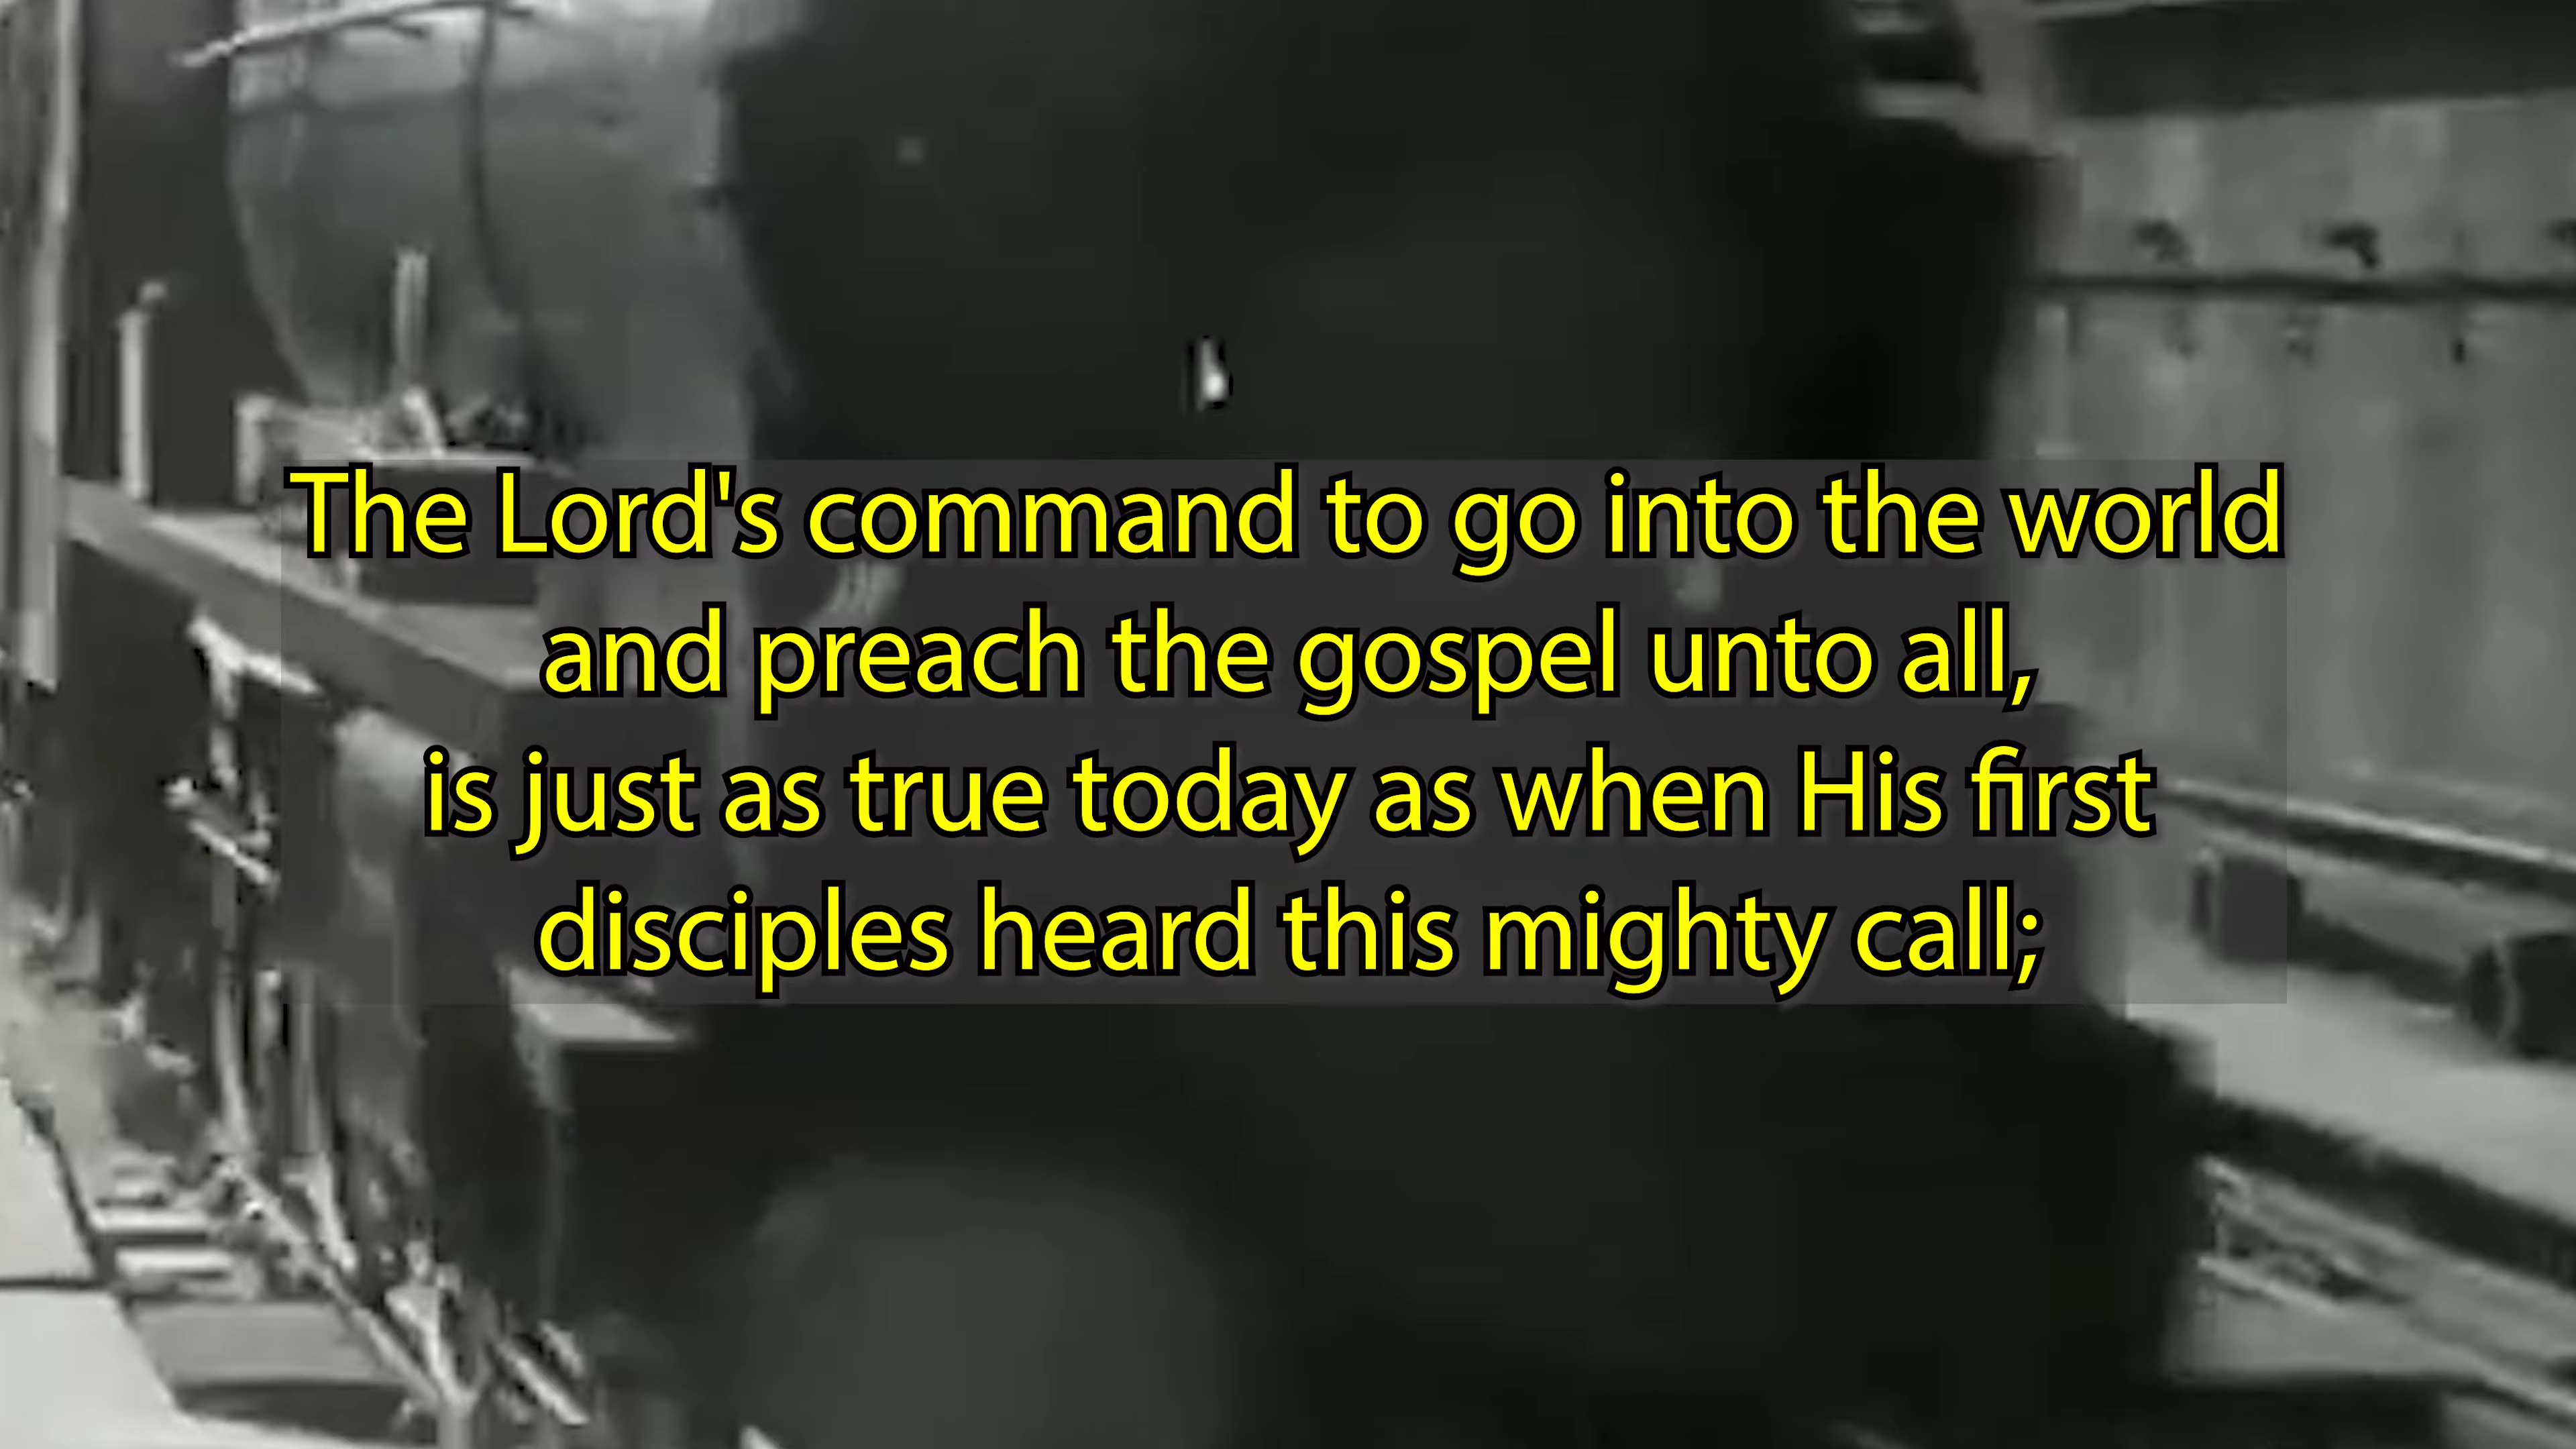 The Lord's command to go into the world
and preach the gospel unto all,
is just as true today as when His first
disciples heard this mighty call;